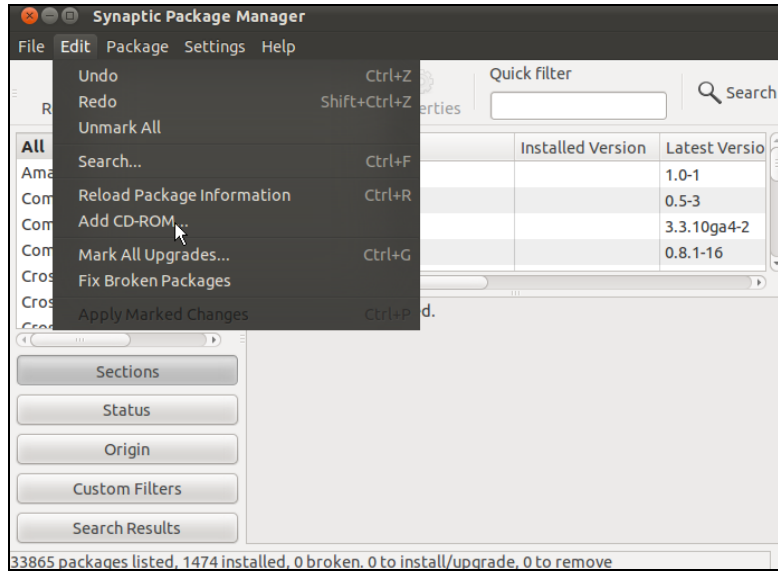 Synaptic Package Manager
File Edit Package Settings Help
Undo Ctrl+Z
Redo Shift+Ctrl+Z
Unmark All
Search... Ctrl+F
Reload Package Information Ctrl+R
Add CD-ROM...
Mark All Upgrades... Ctrl+G
Fix Broken Packages
Apply Marked Changes Ctrl+P
R
erties
Quick filter
Search
All
Installed Version
Latest Versio
Ama
1.0-1
Com
0.5-3
Com
3.3.10ga4-2
Com
0.8.1-16
Cros
Cros
Cros
d.
Sections
Status
Origin
Custom Filters
Search Results
33865 packages listed, 1474 installed, 0 broken. 0 to install/upgrade, 0 to remove